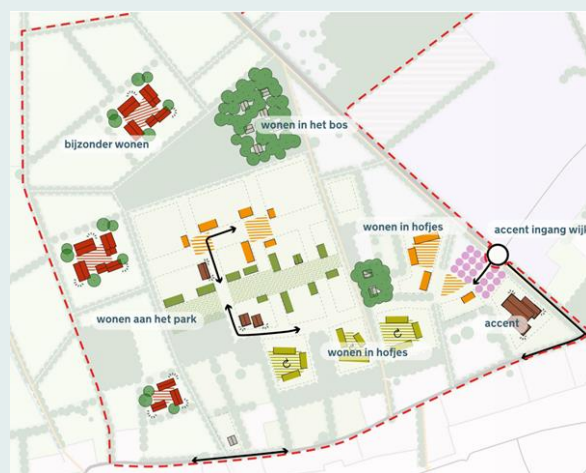 wonen in het bos
bijzonder wonen
wonen in hofjes
accent ingang wijk
wonen aan het park
accent
wonen in hofjes